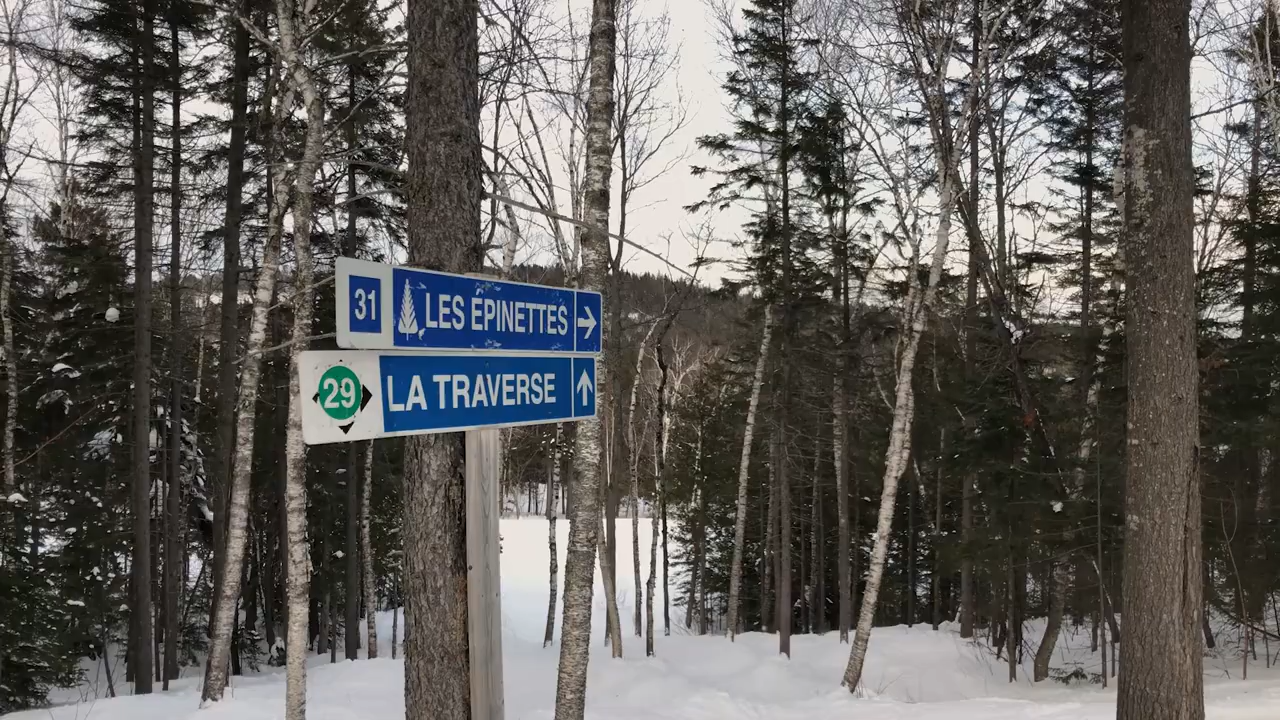 31 LES ÉPINETTES →
29 LA TRAVERSE ↑